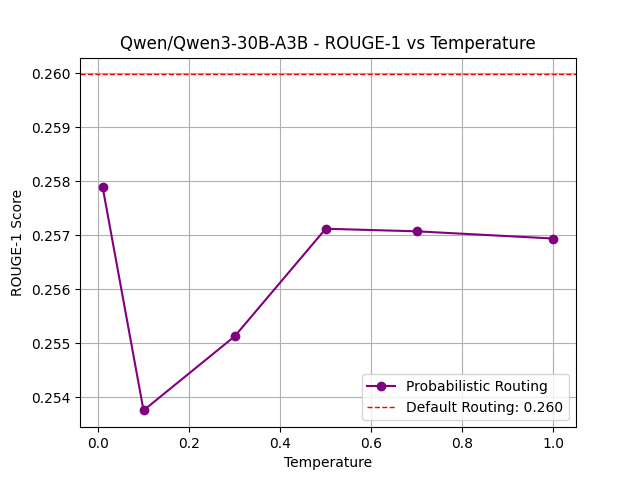 Qwen/Qwen3-30B-A3B - ROUGE-1 vs Temperature
0.260
0.259
0.258
0.257
0.256
0.255
0.254
ROUGE-1 Score
Probabilistic Routing
Default Routing: 0.260
0.0 0.2 0.4 0.6 0.8 1.0
Temperature